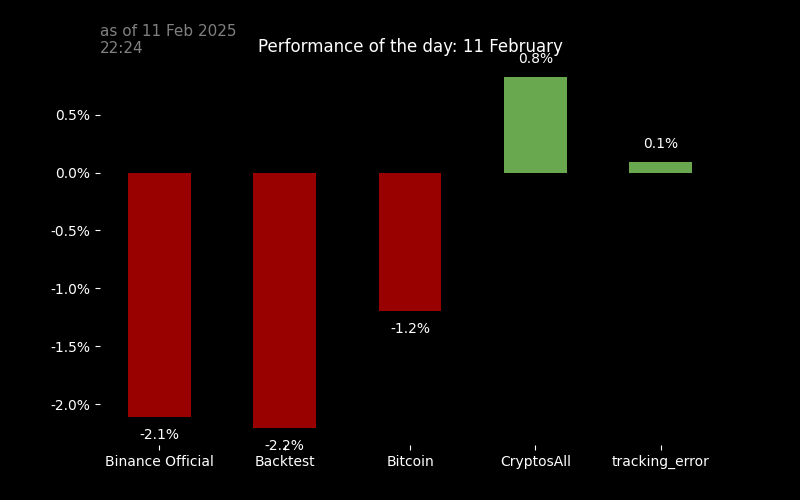 as of 11 Feb 2025
22:24
Performance of the day: 11 February
0.8%
0.5%
0.1%
0.0%
-0.5%
-1.0%
-1.2%
-1.5%
-2.0%
-2.1%
-2.2%
Binance Official
Backtest
Bitcoin
CryptosAll
tracking_error